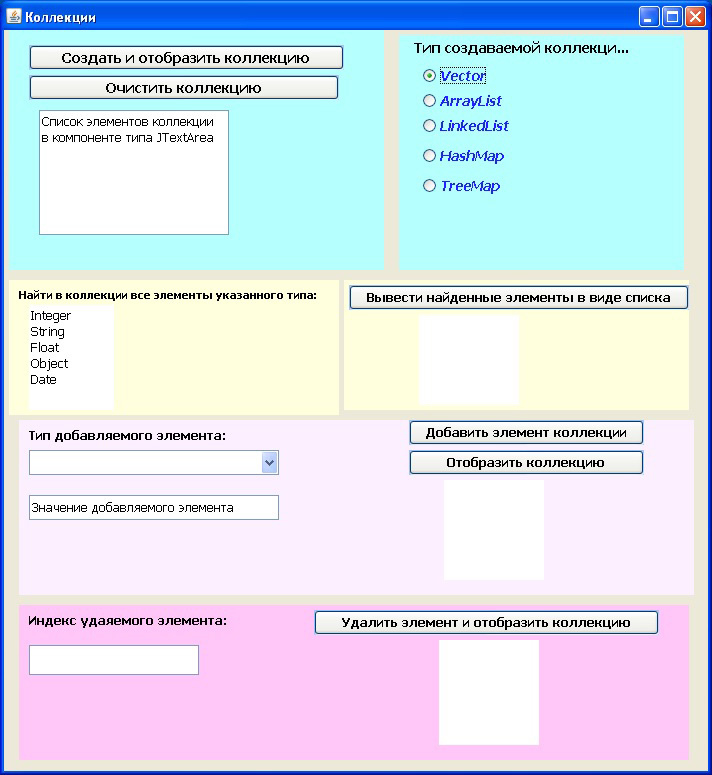 Коллекции
Создать и отобразить коллекцию
Очистить коллекцию
Список элементов коллекции
в компоненте типа JTextArea
Тип создаваемой коллекци...
Vector
ArrayList
LinkedList
HashMap
TreeMap
Найти в коллекции все элементы указанного типа:
Integer
String
Float
Object
Date
Вывести найденные элементы в виде списка
Тип добавляемого элемента:
Значение добавляемого элемента
Добавить элемент коллекции
Отобразить коллекцию
Индекс удаяемого элемента:
Удалить элемент и отобразить коллекцию